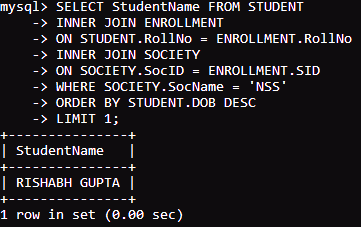 mysql> SELECT StudentName FROM STUDENT
    -> INNER JOIN ENROLLMENT
    -> ON STUDENT.RollNo = ENROLLMENT.RollNo
    -> INNER JOIN SOCIETY
    -> ON SOCIETY.SocID = ENROLLMENT.SID
    -> WHERE SOCIETY.SocName = 'NSS'
    -> ORDER BY STUDENT.DOB DESC
    -> LIMIT 1;
+---------------+
| StudentName   |
+---------------+
| RISHABH GUPTA |
+---------------+
1 row in set (0.00 sec)